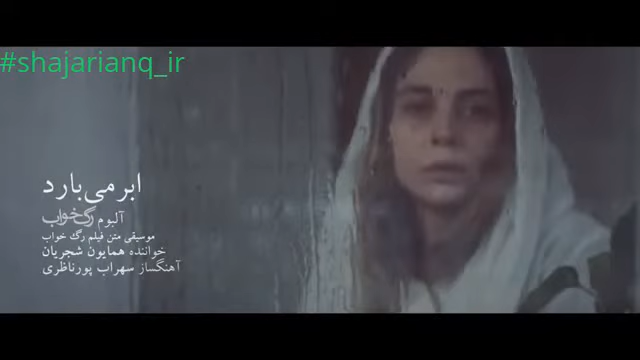 #shajarianq_ir
ابر می‌بارد
آلبوم رگ خواب
موسیقی متن فیلم رگ خواب
خواننده همایون شجریان
آهنگساز سهراب پورناظری